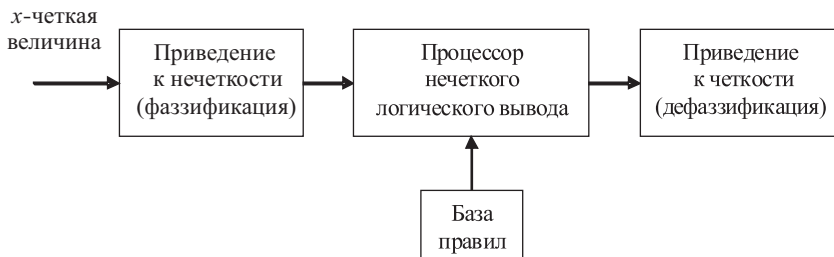 x-четкая
величина
Приведение
к нечеткости
(фаззификация)
Процессор
нечеткого
логического вывода
Приведение
к четкости
(дефаззификация)
База
правил